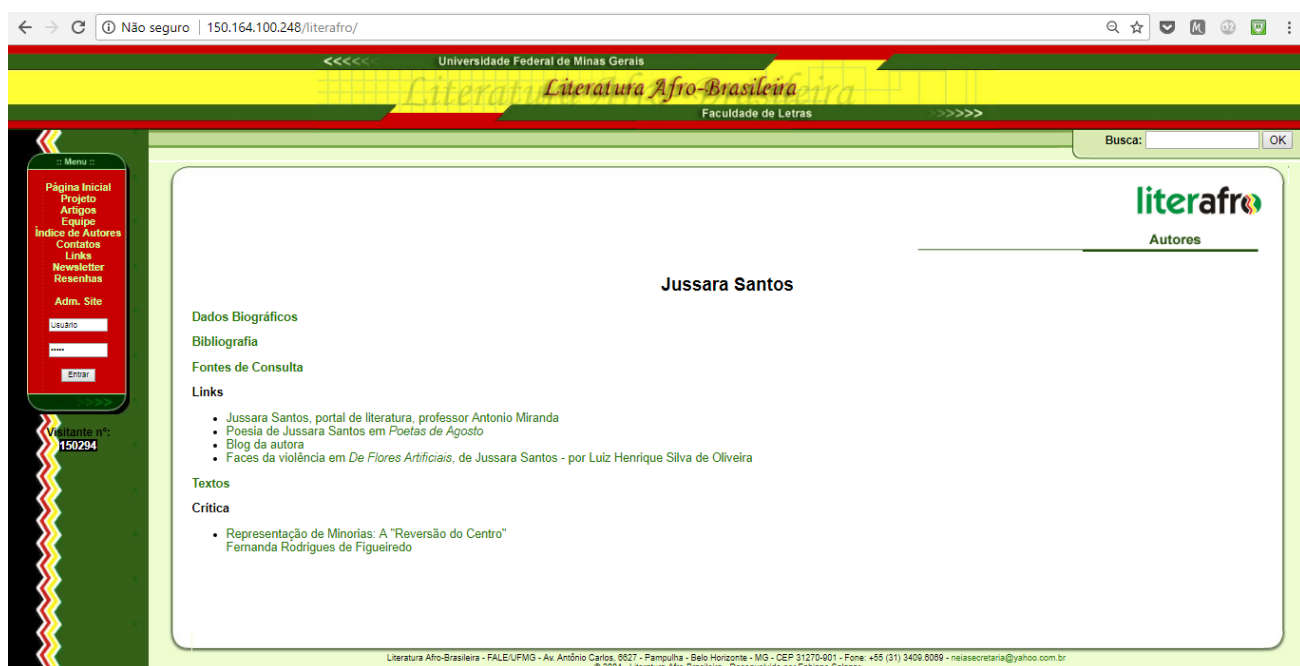 Não seguro | 150.164.100.248/literafro/
<<<<<< Universidade Federal de Minas Gerais
Literatura Afro-Brasileira
Faculdade de Letras >>>>>>
Busca: OK
:: Menu ::
Página Inicial
Projeto
Artigos
Equipe
Índice de Autores
Contatos
Links
Newsletter
Resenhas
Adm. Site
Usuário
•••••
Entrar
>>>>
Visitante nº:
150294
literafro
Autores
Jussara Santos
Dados Biográficos
Bibliografia
Fontes de Consulta
Links
• Jussara Santos, portal de literatura, professor Antonio Miranda
• Poesia de Jussara Santos em Poetas de Agosto
• Blog da autora
• Faces da violência em De Flores Artificiais, de Jussara Santos - por Luiz Henrique Silva de Oliveira
Textos
Crítica
• Representação de Minorias: A "Reversão do Centro"
Fernanda Rodrigues de Figueiredo
Literatura Afro-Brasileira - FALE/UFMG - Av. Antônio Carlos, 6627 - Pampulha - Belo Horizonte - MG - CEP 31270-901 - Fone: +55 (31) 3409.6069 - neiasecretaria@yahoo.com.br